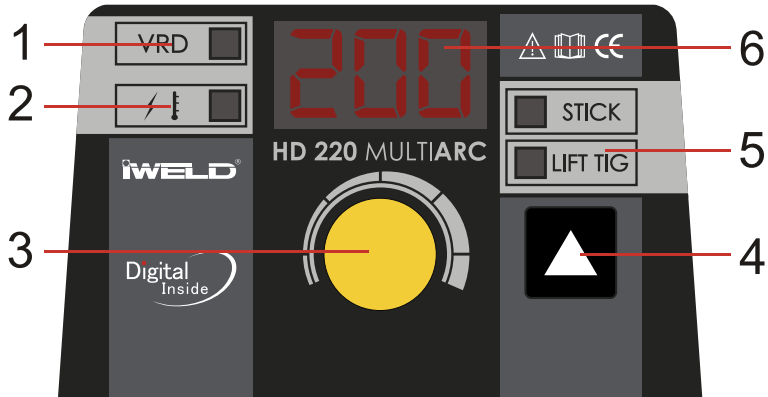 1
VRD
200
CE
6
2
STICK
HD 220 MULTIARC
LIFT TIG
5
iWELD®
3
Digital
Inside
4